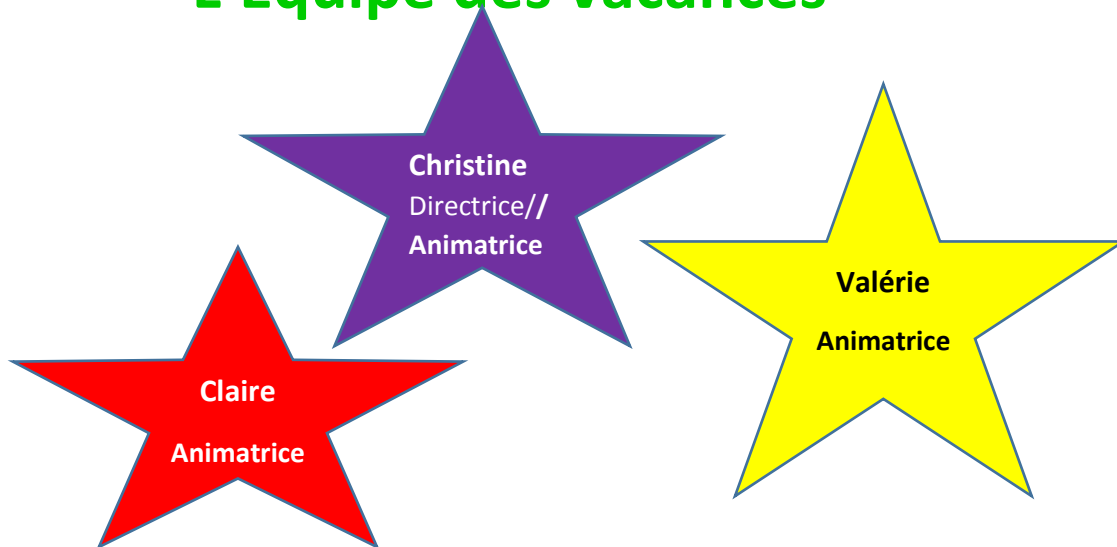 L'Equipe des vacances
Christine
Directrice//
Animatrice
Valérie
Animatrice
Claire
Animatrice